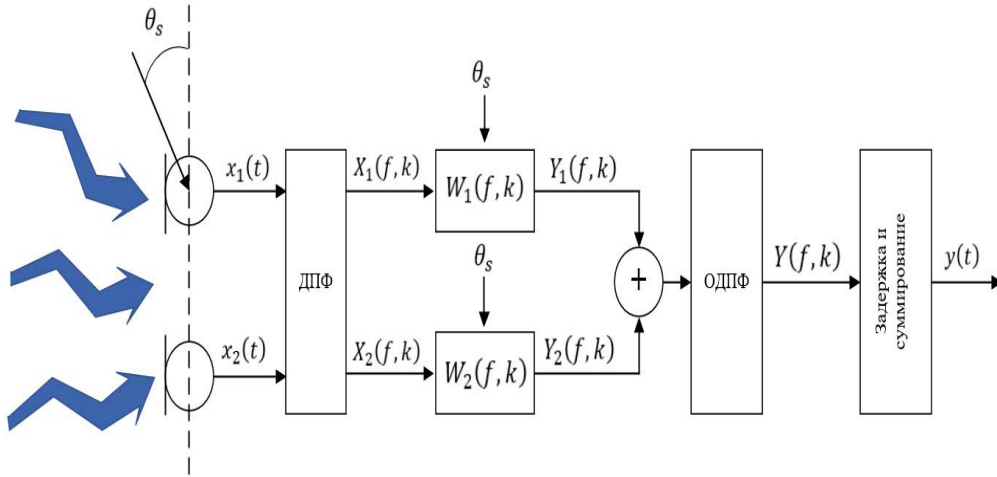 θₛ
θₛ
x₁(t)
X₁(f,k)
W₁(f,k)
Y₁(f,k)
θₛ
ДПФ
+
ОДПФ
Y(f,k)
Задержка и
суммирование
y(t)
x₂(t)
X₂(f,k)
W₂(f,k)
Y₂(f,k)